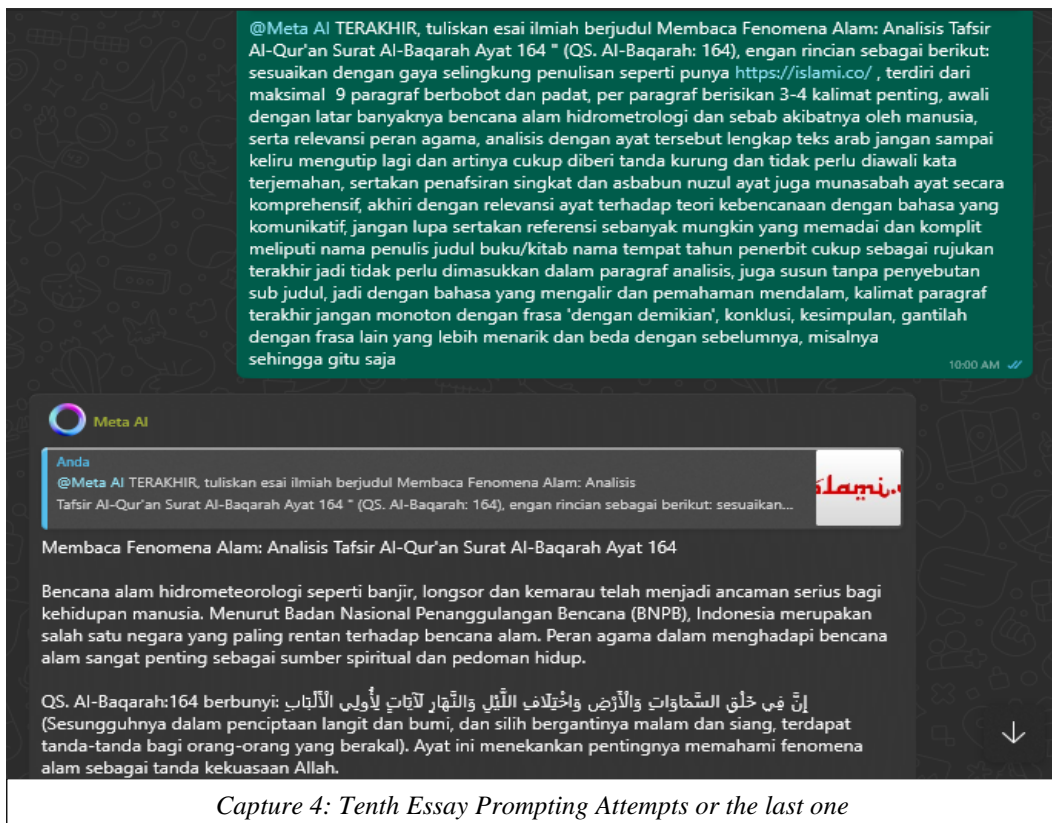 @Meta AI TERAKHIR, tuliskan esai ilmiah berjudul Membaca Fenomena Alam: Analisis Tafsir
Al-Qur'an Surat Al-Baqarah Ayat 164 " (QS. Al-Baqarah: 164), engan rincian sebagai berikut:
sesuaikan dengan gaya selingkung penulisan seperti punya https://islami.co/ , terdiri dari
maksimal 9 paragraf berbobot dan padat, per paragraf berisikan 3-4 kalimat penting, awali
dengan latar banyaknya bencana alam hidrometrologi dan sebab akibatnya oleh manusia,
serta relevansi peran agama, analisis dengan ayat tersebut lengkap teks arab jangan sampai
keliru mengutip lagi dan artinya cukup diberi tanda kurung dan tidak perlu diawali kata
terjemahan, sertakan penafsiran singkat dan asbabun nuzul ayat juga munasabah ayat secara
komprehensif, akhiri dengan relevansi ayat terhadap teori kebencanaan dengan bahasa yang
komunikatif, jangan lupa sertakan referensi sebanyak mungkin yang memadai dan komplit
meliputi nama penulis judul buku/kitab nama tempat tahun penerbit cukup sebagai rujukan
terakhir jadi tidak perlu dimasukkan dalam paragraf analisis, juga susun tanpa penyebutan
sub judul, jadi dengan bahasa yang mengalir dan pemahaman mendalam, kalimat paragraf
terakhir jangan monoton dengan frasa 'dengan demikian', konklusi, kesimpulan, gantilah
dengan frasa lain yang lebih menarik dan beda dengan sebelumnya, misalnya
sehingga gitu saja
10:00 AM
Meta AI
Anda
@Meta AI TERAKHIR, tuliskan esai ilmiah berjudul Membaca Fenomena Alam: Analisis
Tafsir Al-Qur'an Surat Al-Baqarah Ayat 164 " (QS. Al-Baqarah: 164), engan rincian sebagai berikut: sesuaikan...
Membaca Fenomena Alam: Analisis Tafsir Al-Qur'an Surat Al-Baqarah Ayat 164
Bencana alam hidrometeorologi seperti banjir, longsor dan kemarau telah menjadi ancaman serius bagi
kehidupan manusia. Menurut Badan Nasional Penanggulangan Bencana (BNPB), Indonesia merupakan
salah satu negara yang paling rentan terhadap bencana alam. Peran agama dalam menghadapi bencana
alam sangat penting sebagai sumber spiritual dan pedoman hidup.
QS. Al-Baqarah:164 berbunyi: إِنَّ فِي خَلْقِ السَّمَاوَاتِ وَالْأَرْضِ وَاخْتِلَافِ اللَّيْلِ وَالنَّهَارِ لَآيَاتٍ لِأُولِي الْأَلْبَابِ
(Sesungguhnya dalam penciptaan langit dan bumi, dan silih bergantinya malam dan siang, terdapat
tanda-tanda bagi orang-orang yang berakal). Ayat ini menekankan pentingnya memahami fenomena
alam sebagai tanda kekuasaan Allah.
Capture 4: Tenth Essay Prompting Attempts or the last one